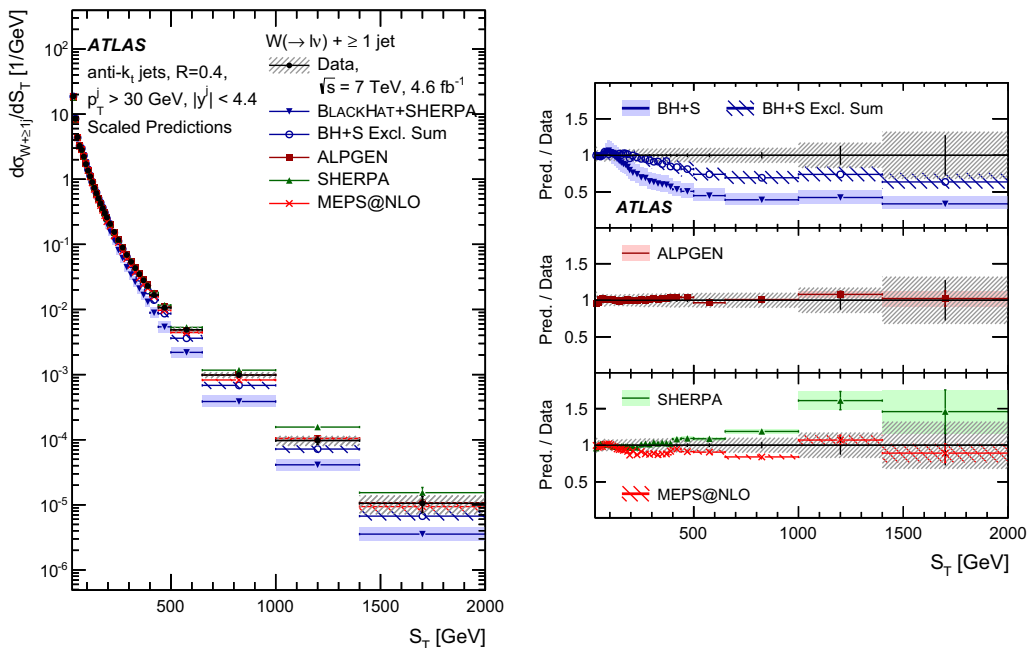 dσ_{W+≥1j}/dS_T [1/GeV]
10^2
10
1
10^{-1}
10^{-2}
10^{-3}
10^{-4}
10^{-5}
10^{-6}
ATLAS
anti-k_t jets, R=0.4,
p_T^j > 30 GeV, |y^j| < 4.4
Scaled Predictions
W(→ lν) + ≥ 1 jet
Data,
√s = 7 TeV, 4.6 fb^{-1}
BLACKHAT+SHERPA
BH+S Excl. Sum
ALPGEN
SHERPA
MEPS@NLO
500 1000 1500 2000
S_T [GeV]
Pred. / Data
1.5
1
0.5
BH+S BH+S Excl. Sum
ATLAS
Pred. / Data
1.5
1
0.5
ALPGEN
Pred. / Data
1.5
1
0.5
SHERPA
MEPS@NLO
500 1000 1500 2000
S_T [GeV]